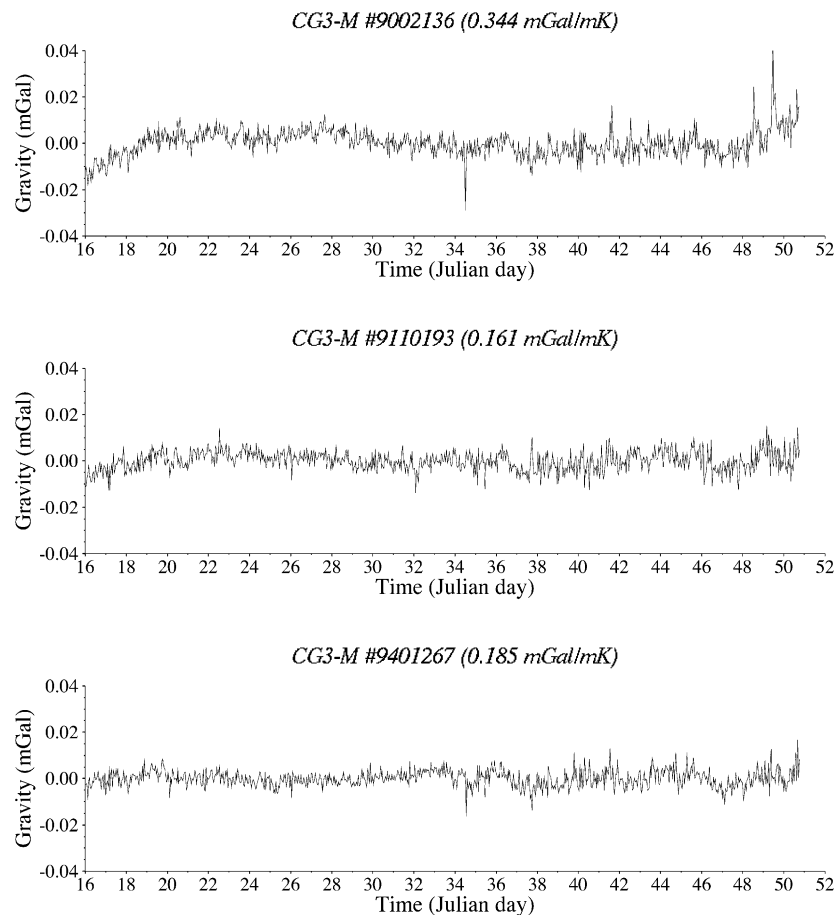 CG3-M #9002136 (0.344 mGal/mK)
0.04
0.02
0.00
-0.02
-0.04
Gravity (mGal)
16 18 20 22 24 26 28 30 32 34 36 38 40 42 44 46 48 50 52
Time (Julian day)
CG3-M #9110193 (0.161 mGal/mK)
0.04
0.02
0.00
-0.02
-0.04
Gravity (mGal)
16 18 20 22 24 26 28 30 32 34 36 38 40 42 44 46 48 50 52
Time (Julian day)
CG3-M #9401267 (0.185 mGal/mK)
0.04
0.02
0.00
-0.02
-0.04
Gravity (mGal)
16 18 20 22 24 26 28 30 32 34 36 38 40 42 44 46 48 50 52
Time (Julian day)